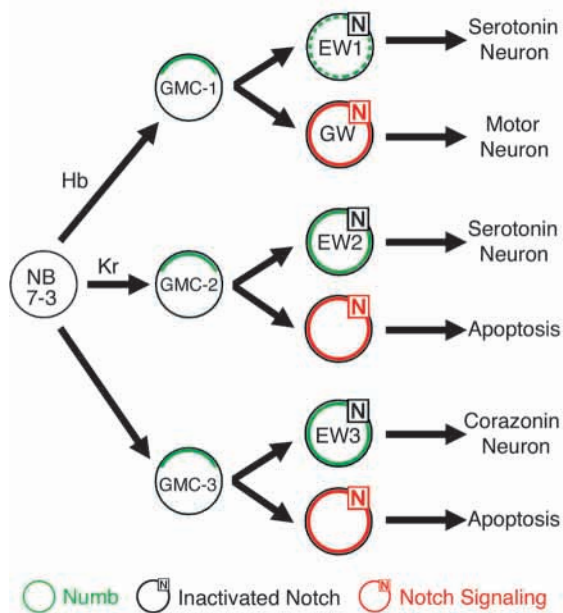 Serotonin
Neuron
N
EW1
GMC-1
N
GW
Motor
Neuron
Hb
NB
7-3
Kr
GMC-2
N
EW2
Serotonin
Neuron
N
Apoptosis
GMC-3
N
EW3
Corazonin
Neuron
N
Apoptosis
Numb
N
Inactivated Notch
N
Notch Signaling